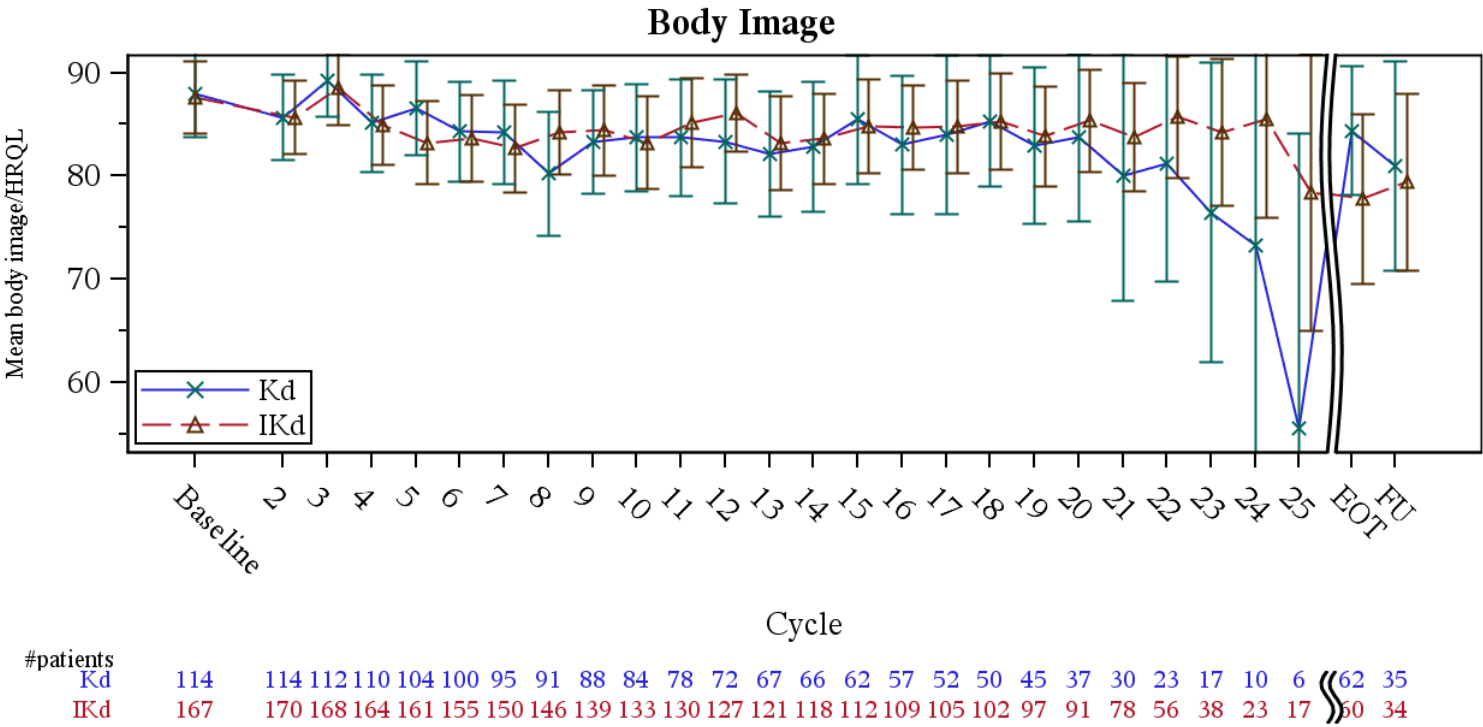 Body Image
Mean body image/HRQL
90
80
70
60
Kd
IKd
Baseline 2 3 4 5 6 7 8 9 10 11 12 13 14 15 16 17 18 19 20 21 22 23 24 25 EOT FU
Cycle
#patients
Kd 114 114 112 110 104 100 95 91 88 84 78 72 67 66 62 57 52 50 45 37 30 23 17 10 6 62 35
IKd 167 170 168 164 161 155 150 146 139 133 130 127 121 118 112 109 105 102 97 91 78 56 38 23 17 60 34